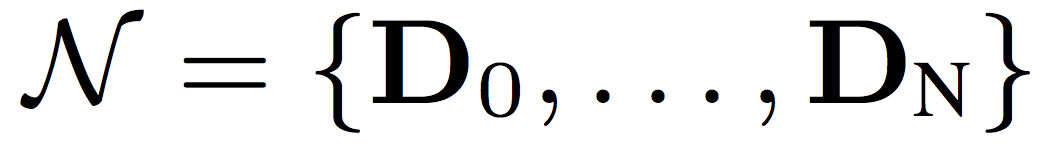 𝒩 = {𝐃₀, . . . , 𝐃_N}